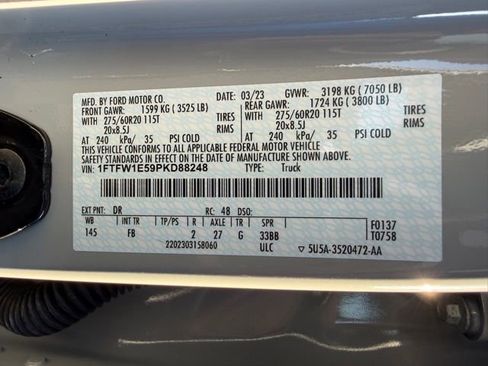 MFD. BY FORD MOTOR CO. 03/23 GVWR: 3198 KG (7050 LB)
FRONT GAWR: 1599 KG (3525 LB) REAR GAWR: 1724 KG (3800 LB)
WITH 275/60R20 115T TIRES WITH 275/60R20 115T TIRES
20x8.5J RIMS 20x8.5J RIMS
AT 240 kPa/ 35 PSI COLD AT 240 kPa/ 35 PSI COLD
THIS VEHICLE CONFORMS TO ALL APPLICABLE FEDERAL MOTOR VEHICLE
SAFETY, BUMPER, AND THEFT PREVENTION STANDARDS IN EFFECT ON THE DATE OF MANUFACTURE SHOWN ABOVE.
VIN: 1FTFW1E59PKD88248 TYPE: Truck
EXT PNT: DR RC: 48 DSO:
WB TP/PS R AXLE TR SPR F0137
145 FB 2 27 G 33BB T0758
2202303158060 ULC ▽ 5U5A-3520472-AA